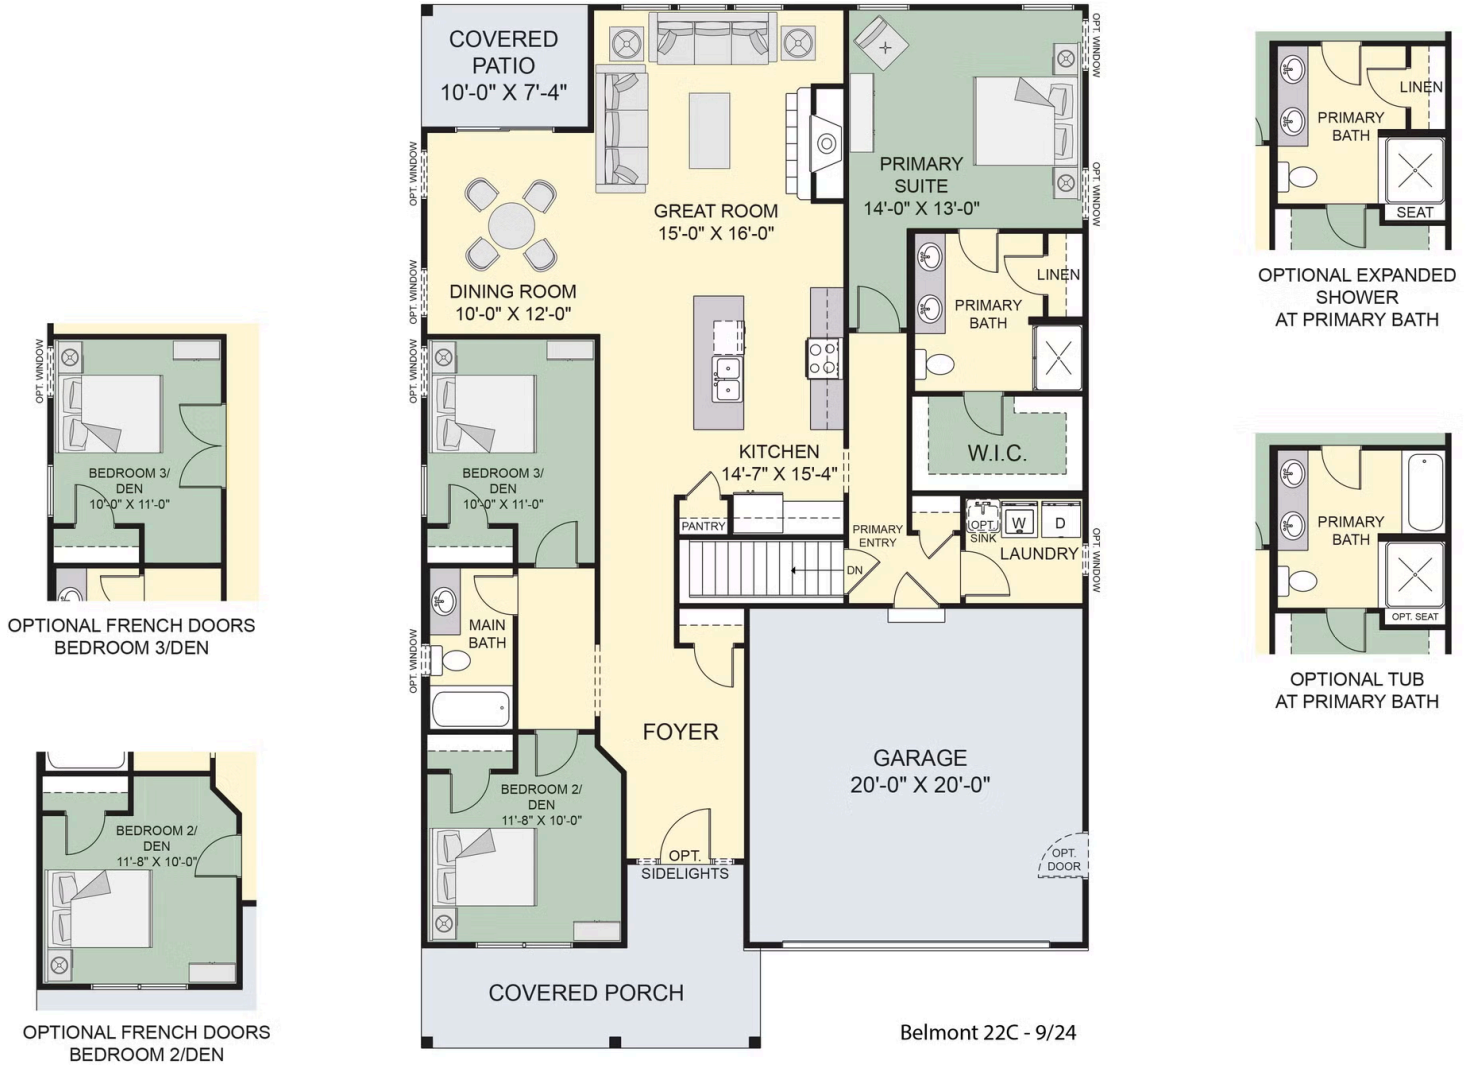 COVERED
PATIO
10'-0" X 7'-4"
OPT. WINDOW
OPT. WINDOW
GREAT ROOM
15'-0" X 16'-0"
DINING ROOM
10'-0" X 12'-0"
PRIMARY
SUITE
14'-0" X 13'-0"
OPT. WINDOW
OPT. WINDOW
LINEN
PRIMARY
BATH
W.I.C.
KITCHEN
14'-7" X 15'-4"
PANTRY
OPT. WINDOW
BEDROOM 3/
DEN
10'-0" X 11'-0"
PRIMARY
ENTRY
DN
OPT.
SINK
W
D
LAUNDRY
OPT. WINDOW
MAIN
BATH
OPT. WINDOW
FOYER
GARAGE
20'-0" X 20'-0"
BEDROOM 2/
DEN
11'-8" X 10'-0"
OPT.
SIDELIGHTS
OPT.
DOOR
COVERED PORCH
Belmont 22C - 9/24
OPT. WINDOW
BEDROOM 3/
DEN
10'-0" X 11'-0"
OPTIONAL FRENCH DOORS
BEDROOM 3/DEN
BEDROOM 2/
DEN
11'-8" X 10'-0"
OPTIONAL FRENCH DOORS
BEDROOM 2/DEN
LINEN
PRIMARY
BATH
SEAT
OPTIONAL EXPANDED
SHOWER
AT PRIMARY BATH
PRIMARY
BATH
OPT. SEAT
OPTIONAL TUB
AT PRIMARY BATH